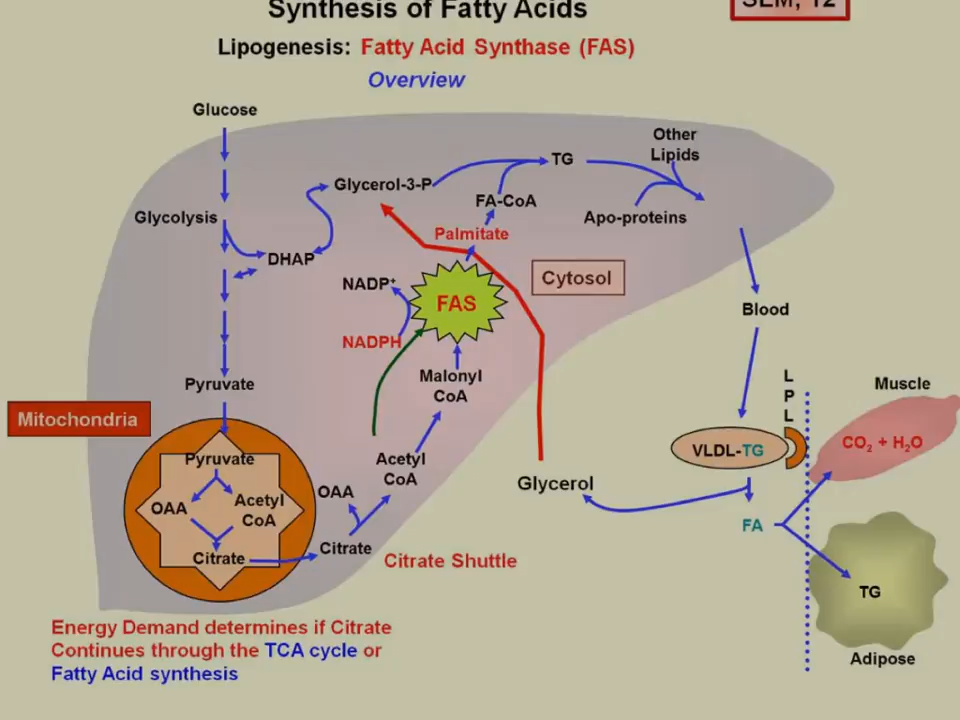 Synthesis of Fatty Acids
SEM, 12
Lipogenesis: Fatty Acid Synthase (FAS)
Overview
Glucose
Other
Lipids
TG
Glycerol-3-P
FA-CoA
Glycolysis
Apo-proteins
Palmitate
DHAP
Cytosol
NADP+
FAS
Blood
NADPH
Malonyl
CoA
Pyruvate
L
P
L
Muscle
Mitochondria
CO2 + H2O
VLDL-TG
Pyruvate
Acetyl
CoA
Glycerol
OAA
OAA
Acetyl
CoA
FA
Citrate
Citrate
Citrate Shuttle
TG
Adipose
Energy Demand determines if Citrate
Continues through the TCA cycle or
Fatty Acid synthesis